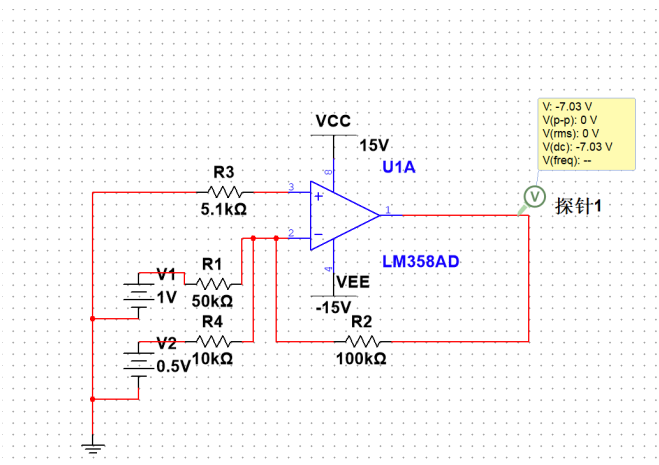 V: -7.03 V
V(p-p): 0 V
V(rms): 0 V
V(dc): -7.03 V
V(freq): --
VCC
15V
U1A
8
V
探针1
R3
5.1kΩ
3
1
2
LM358AD
4
VEE
-15V
V1
1V
R1
50kΩ
V2
0.5V
R4
10kΩ
R2
100kΩ